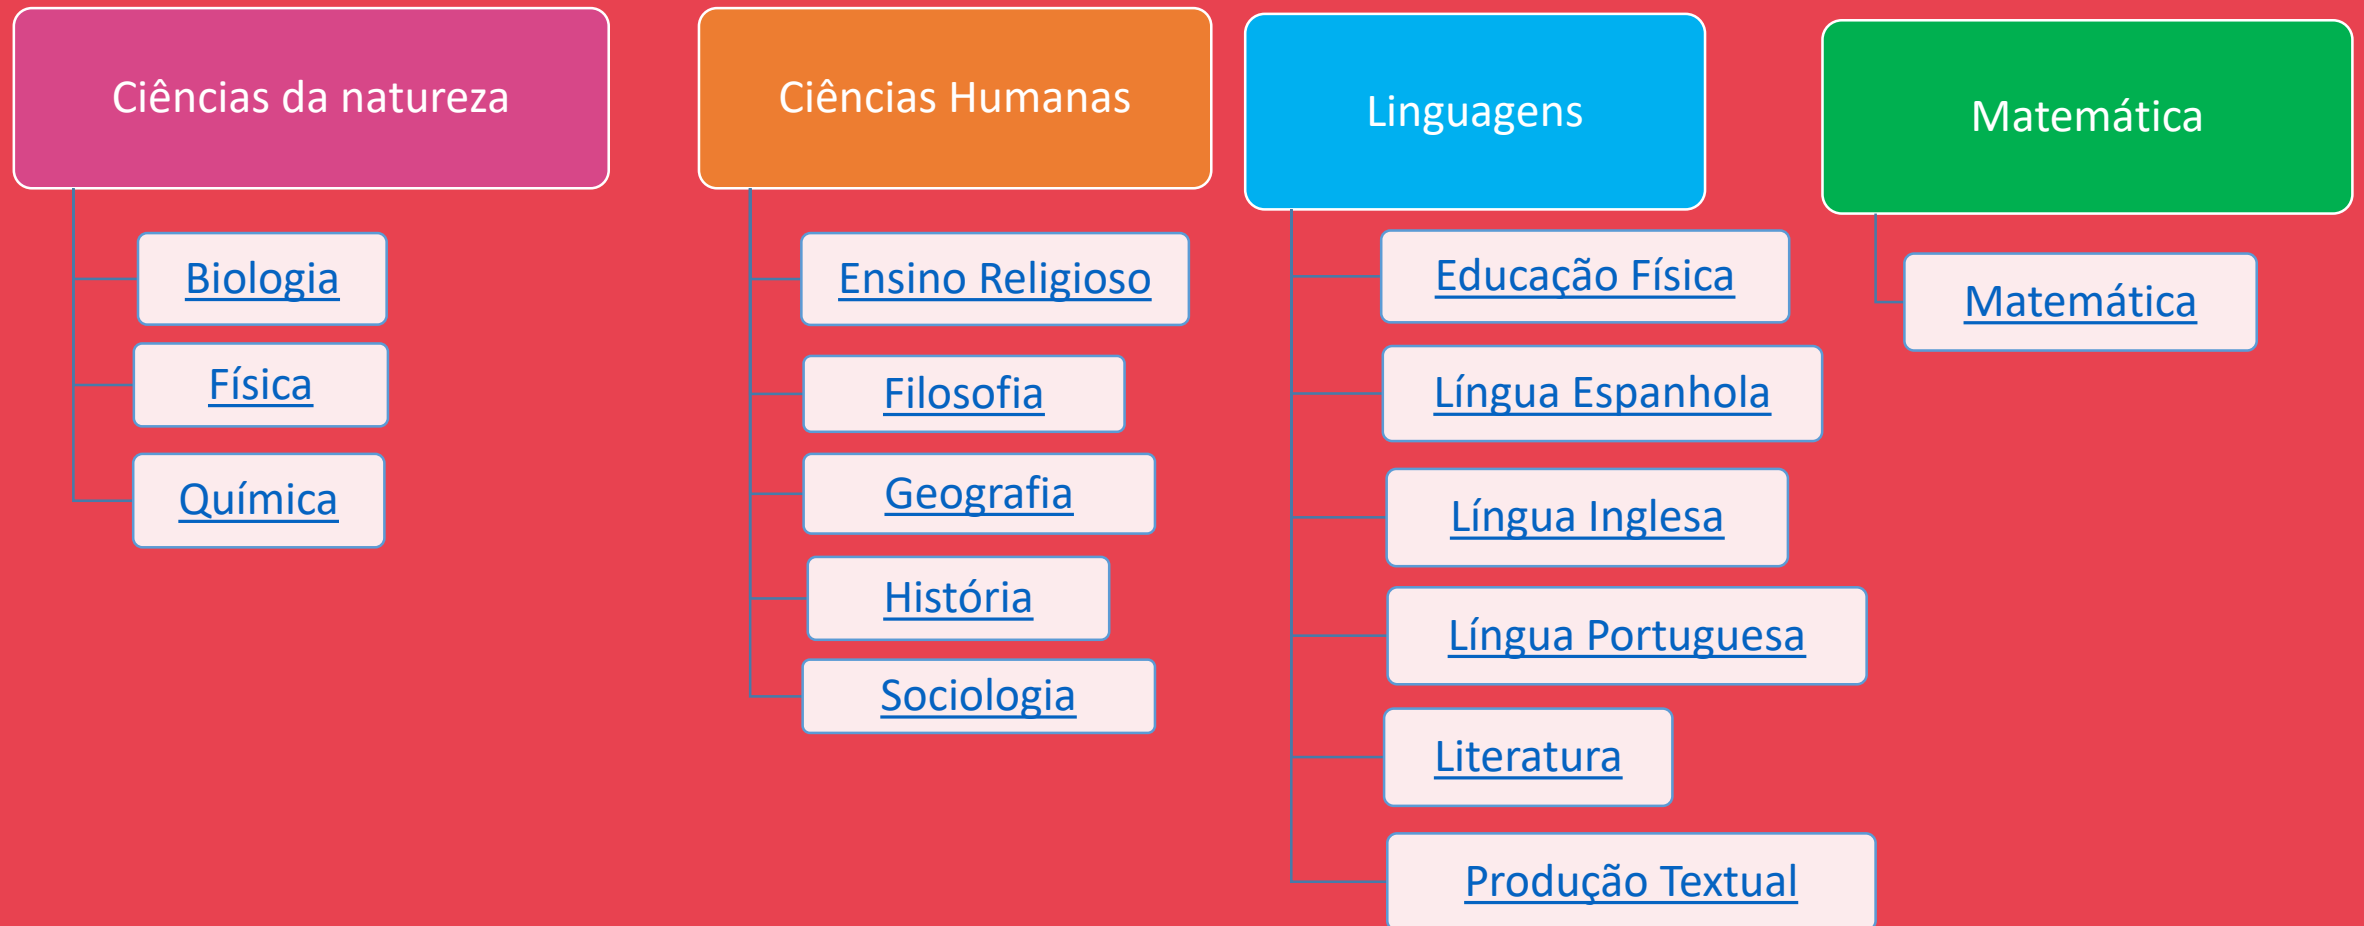 Ciências da natureza
Biologia
Física
Química
Ciências Humanas
Ensino Religioso
Filosofia
Geografia
História
Sociologia
Linguagens
Educação Física
Língua Espanhola
Língua Inglesa
Língua Portuguesa
Literatura
Produção Textual
Matemática
Matemática